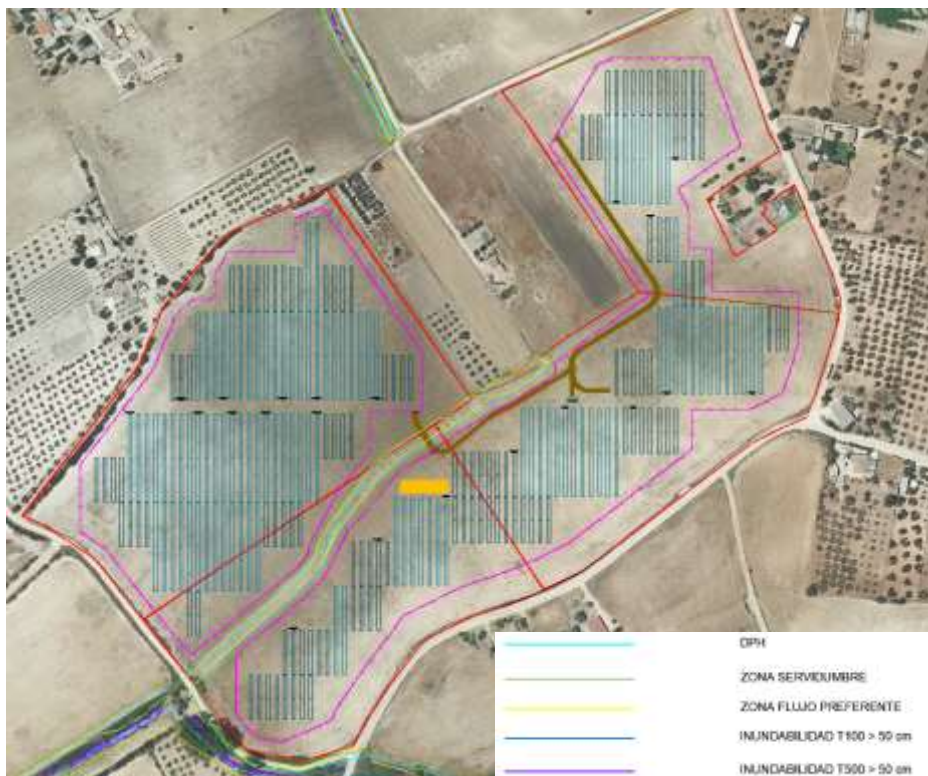 DPH
ZONA SERVIDUMBRE
ZONA FLUJO PREFERENTE
INUNDABILIDAD T100 > 50 cm
INUNDABILIDAD T500 > 50 cm